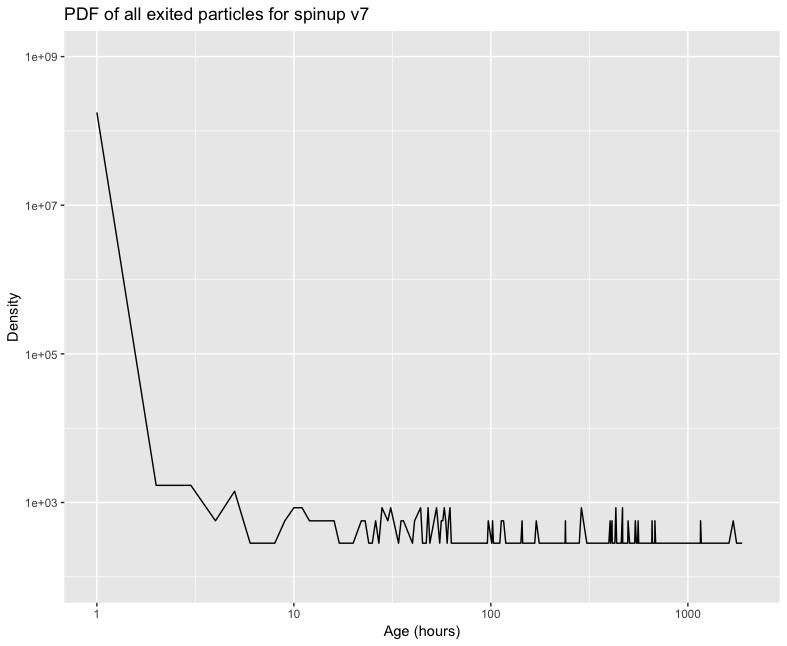 PDF of all exited particles for spinup v7
1e+09
1e+07
1e+05
1e+03
Density
1
10
100
1000
Age (hours)